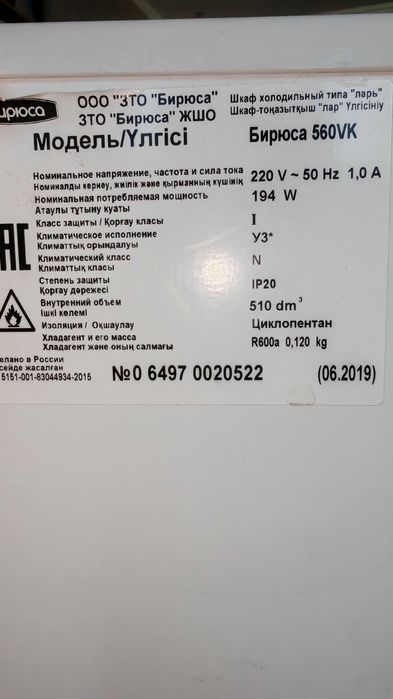 ирюса
ООО "ЗТО "Бирюса"
ЗТО "Бирюса" ЖШО
Шкаф холодильный типа "ларь"
Шкаф-тоңазытқыш "лар" Үлгісініү
Модель/Үлгісі Бирюса 560VK
Номинальное напряжение, частота и сила тока
Номиналды кернеу, жиілік және қырманның күшінің
220 V ~ 50 Hz 1,0 A
Номинальная потребляемая мощность
Атаулы тұтыну қуаты
194 W
Класс защиты / Қорғау класы I
Климатическое исполнение
Климаттық орындалуы
У3*
Климатический класс
Климаттық класы
N
Степень защиты
Қорғау дәрежесі
IP20
Внутренний объем
Ішкі көлемі
510 dm³
Изоляция / Оқшаулау Циклопентан
Хладагент и его масса
Хладагент және оның салмағы
R600a 0,120 kg
делано в России
сейде жасалған
5151-001-83044934-2015
№0 6497 0020522 (06.2019)